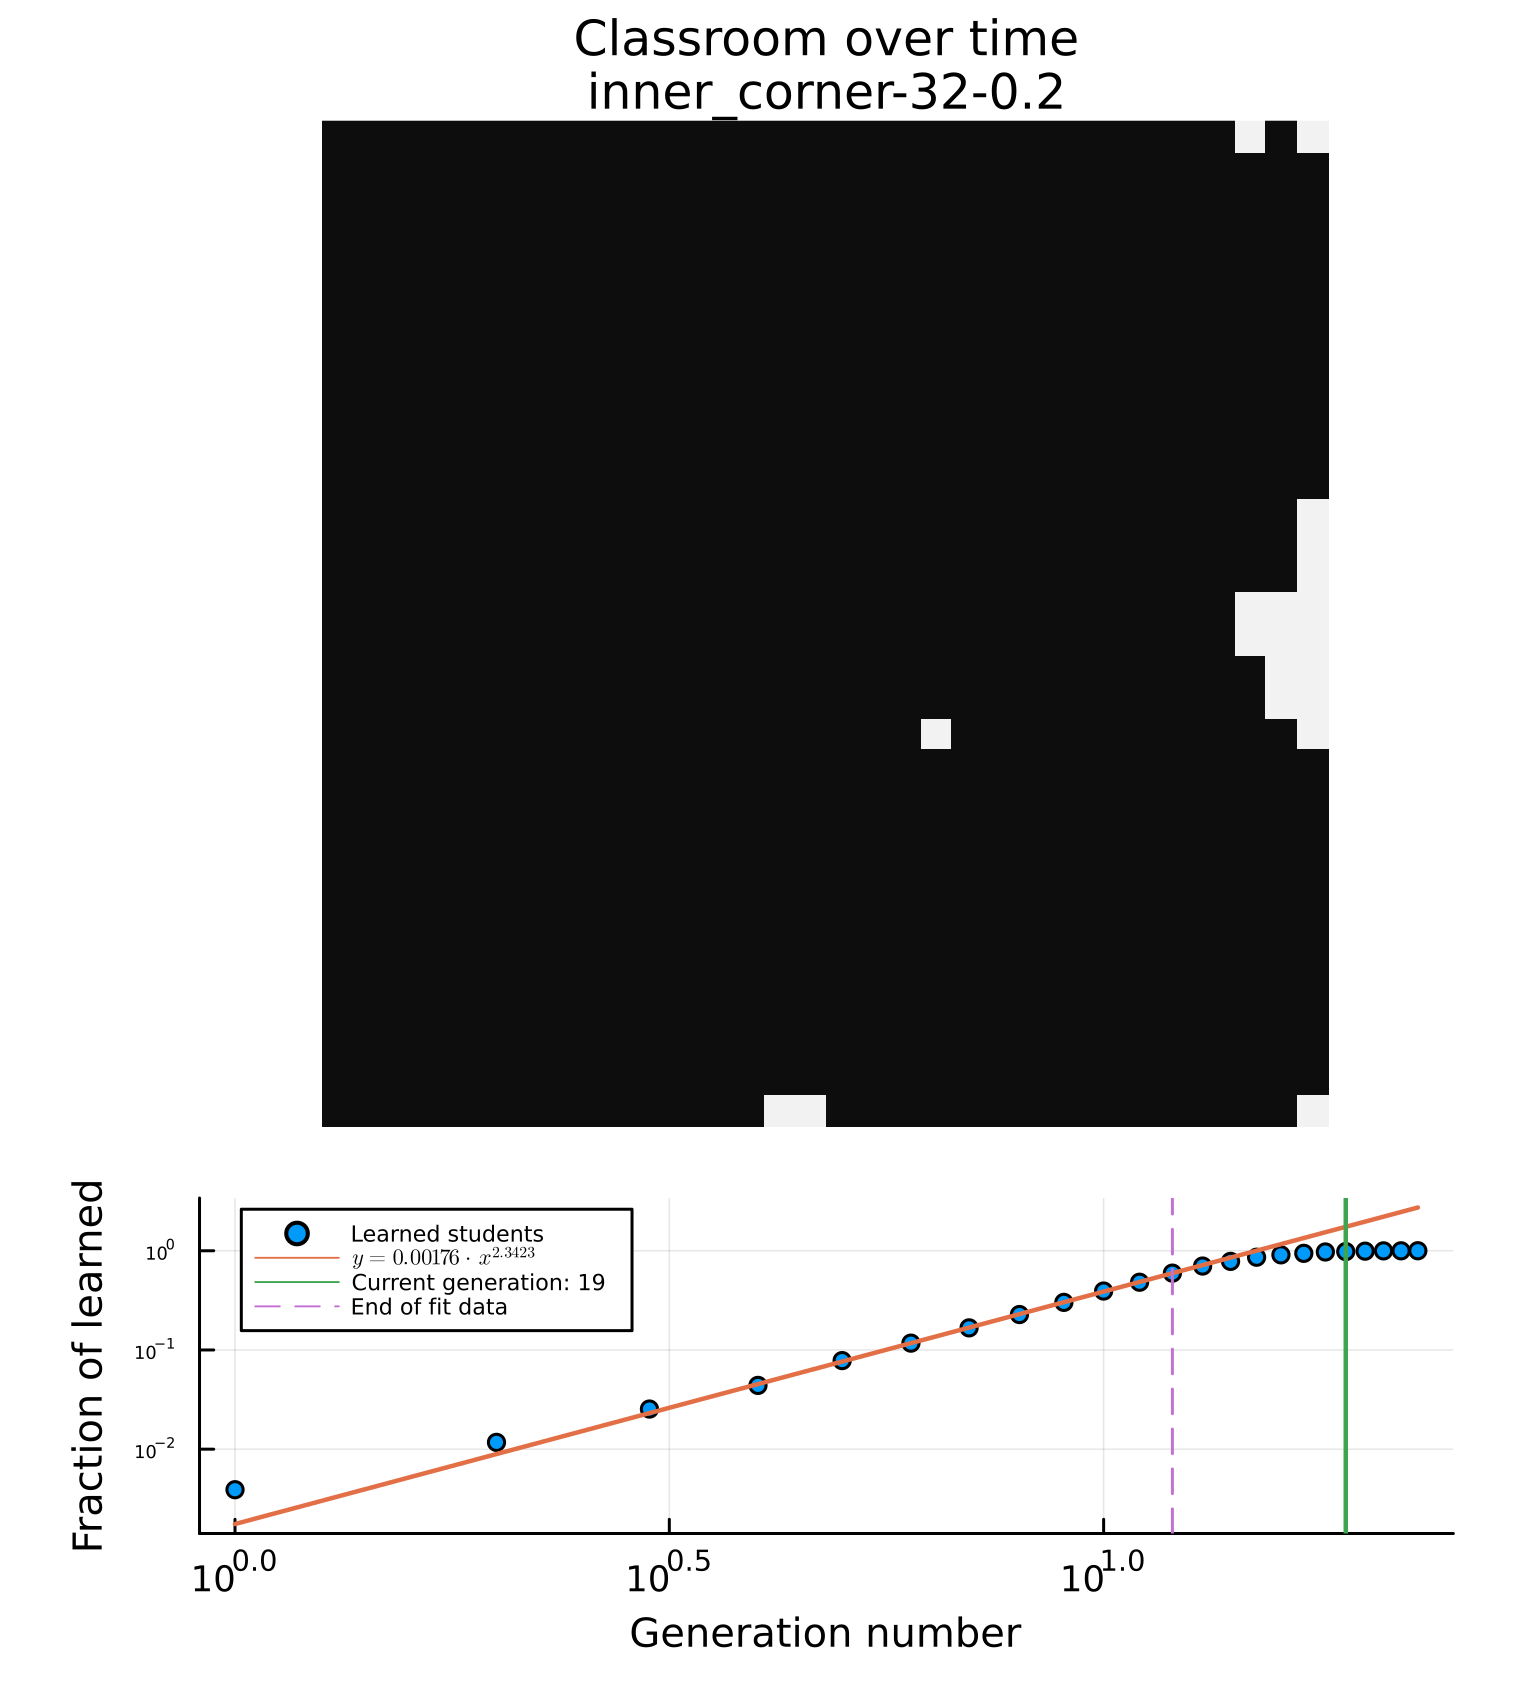 Classroom over time
inner_corner-32-0.2
Fraction of learned
10⁰
10⁻¹
10⁻²
Learned students
y = 0.00176 · x^2.3423
Current generation: 19
End of fit data
10^0.0
10^0.5
10^1.0
Generation number